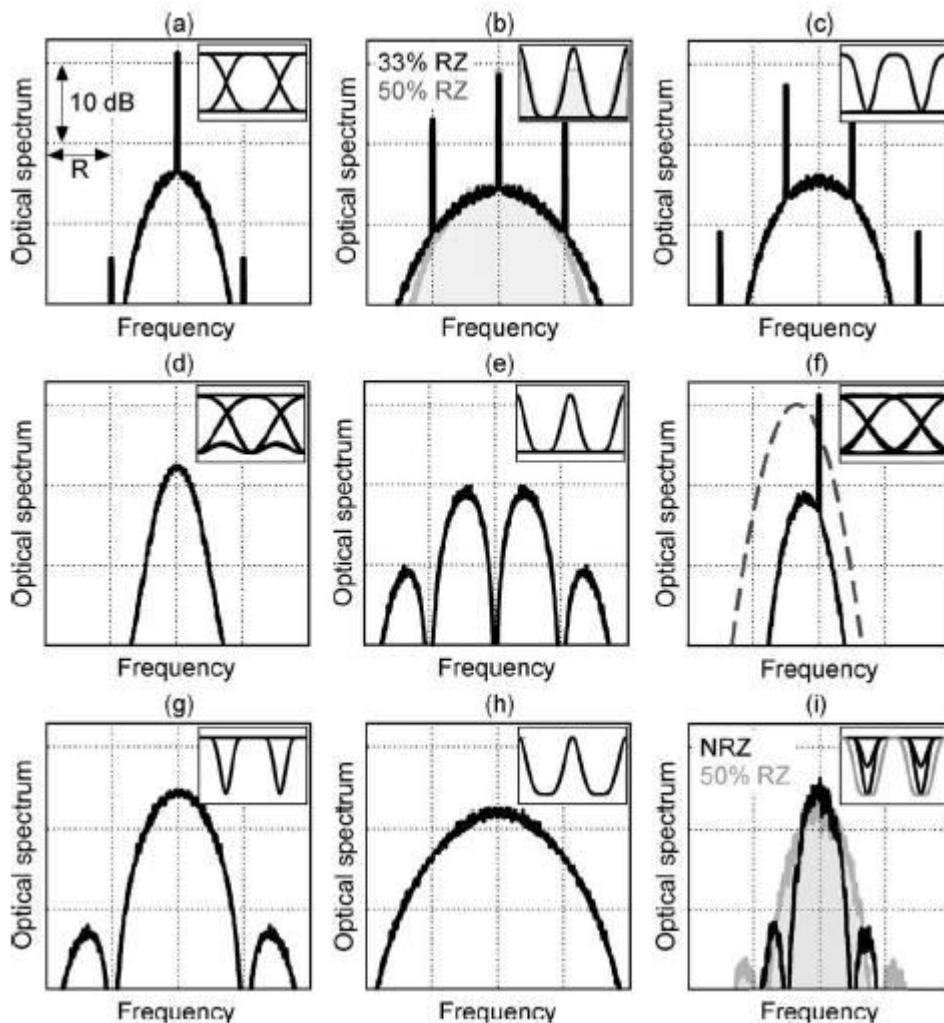 (a)
(b)
(c)
Optical spectrum
10 dB
R
Frequency
Optical spectrum
33% RZ
50% RZ
Frequency
Optical spectrum
Frequency
(d)
(e)
(f)
Optical spectrum
Frequency
Optical spectrum
Frequency
Optical spectrum
Frequency
(g)
(h)
(i)
Optical spectrum
Frequency
Optical spectrum
Frequency
Optical spectrum
NRZ
50% RZ
Frequency